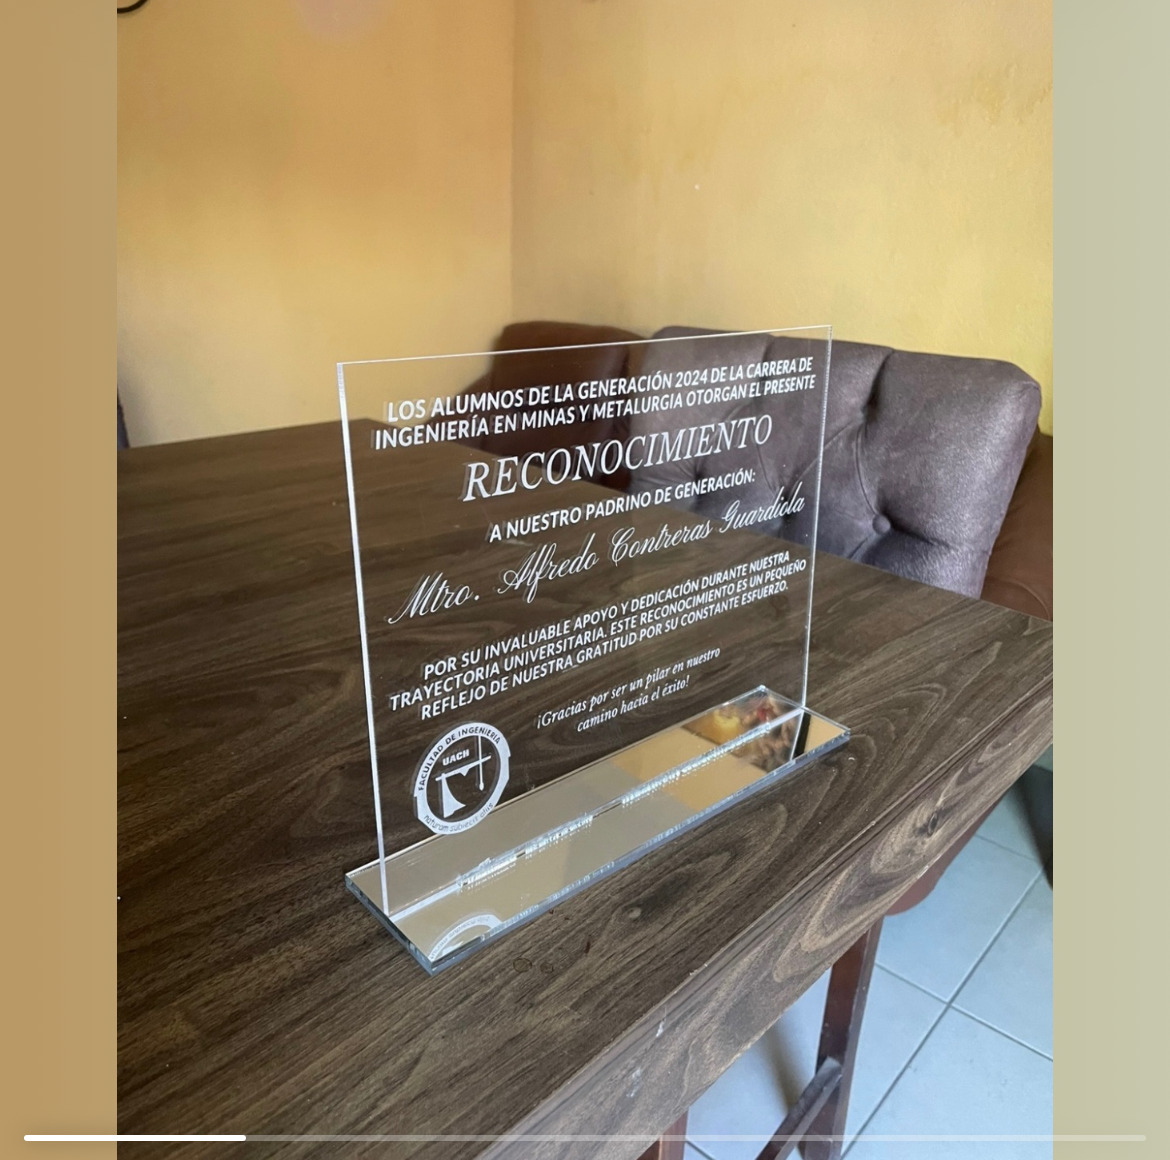 LOS ALUMNOS DE LA GENERACIÓN 2024 DE LA CARRERA DE
INGENIERÍA EN MINAS Y METALURGIA OTORGAN EL PRESENTE
RECONOCIMIENTO
A NUESTRO PADRINO DE GENERACIÓN:
Mtro. Alfredo Contreras Guardiola
POR SU INVALUABLE APOYO Y DEDICACIÓN DURANTE NUESTRA
TRAYECTORIA UNIVERSITARIA. ESTE RECONOCIMIENTO ES UN PEQUEÑO
REFLEJO DE NUESTRA GRATITUD POR SU CONSTANTE ESFUERZO.
¡Gracias por ser un pilar en nuestro
camino hacia el éxito!
FACULTAD DE INGENIERÍA
UACH
naturam subiecit aliis